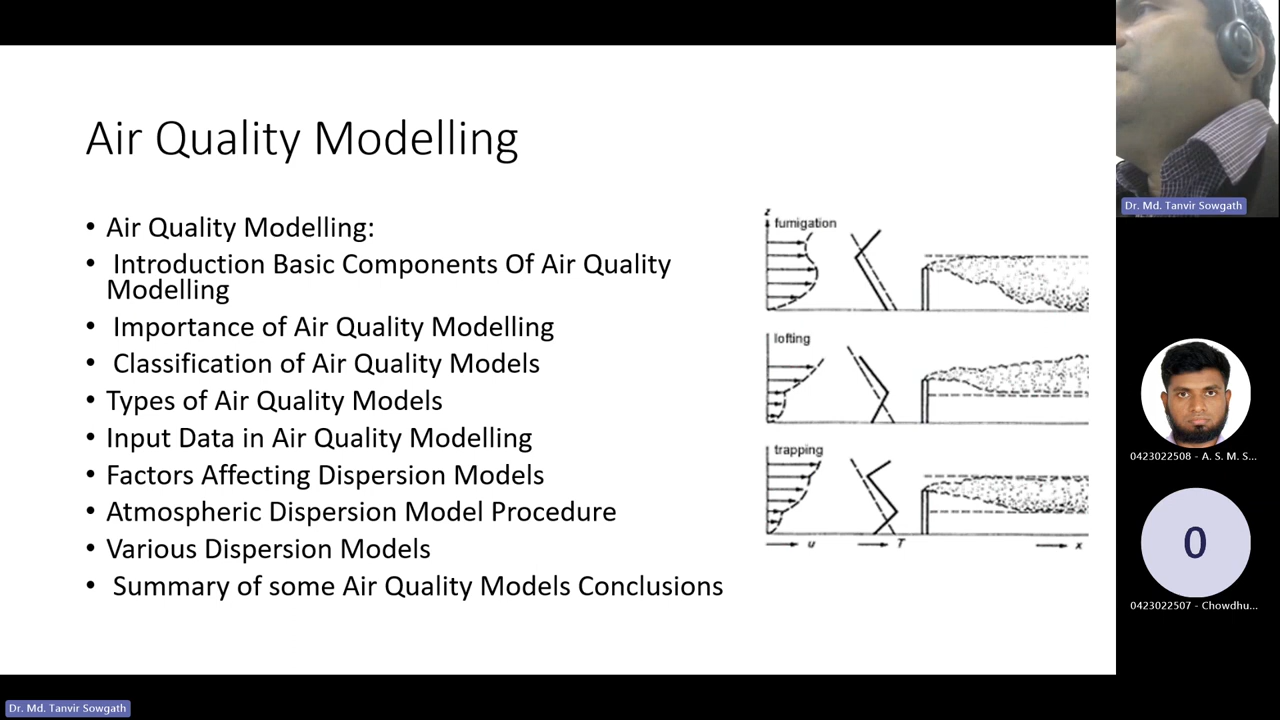 Air Quality Modelling
• Air Quality Modelling:
• Introduction Basic Components Of Air Quality
Modelling
• Importance of Air Quality Modelling
• Classification of Air Quality Models
• Types of Air Quality Models
• Input Data in Air Quality Modelling
• Factors Affecting Dispersion Models
• Atmospheric Dispersion Model Procedure
• Various Dispersion Models
• Summary of some Air Quality Models Conclusions
z
fumigation
lofting
trapping
u
T
x
Dr. Md. Tanvir Sowgath
0423022508 - A. S. M. S...
0
0423022507 - Chowdhu...
Dr. Md. Tanvir Sowgath